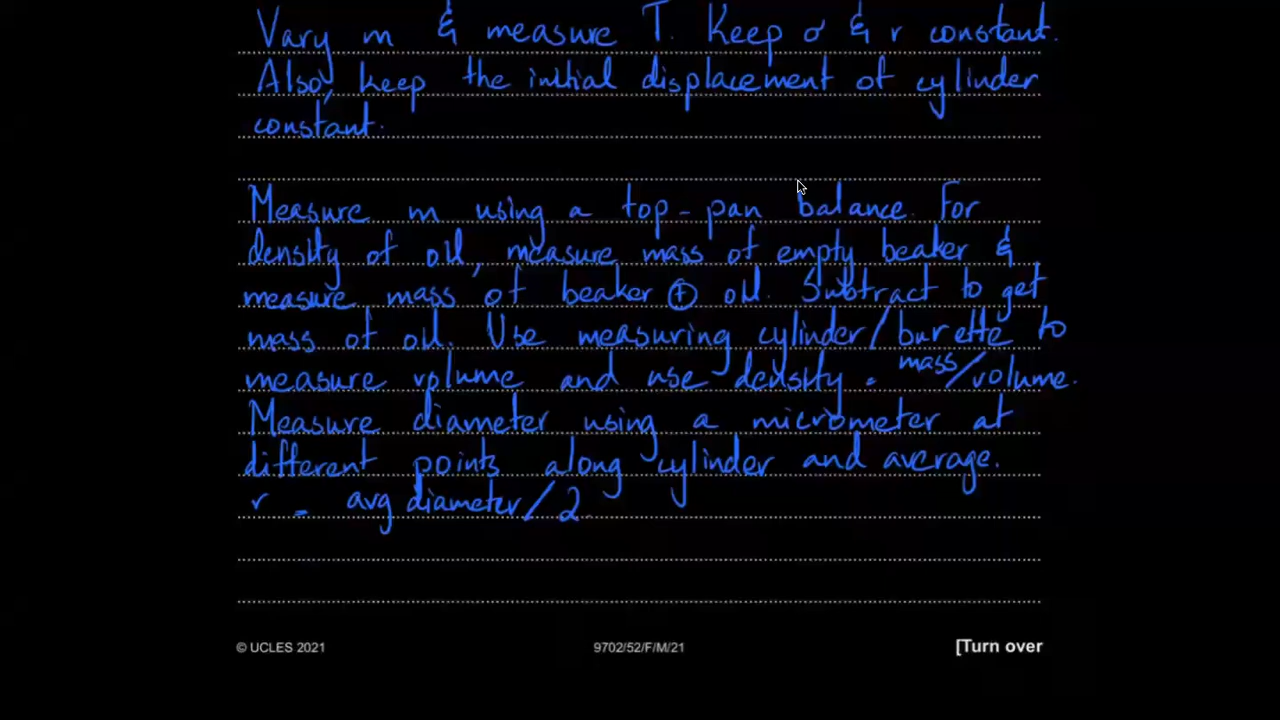 Vary m & measure T. Keep σ & r constant.
Also, keep the initial displacement of cylinder
constant.
Measure m using a top-pan balance. For
density of oil, measure mass of empty beaker &
measure mass of beaker ⊕ oil. Subtract to get
mass of oil. Use measuring cylinder/burette to
measure volume and use density = mass/volume.
Measure diameter using a micrometer at
different points along cylinder and average.
r = avg diameter/2
© UCLES 2021 9702/52/F/M/21 [Turn over